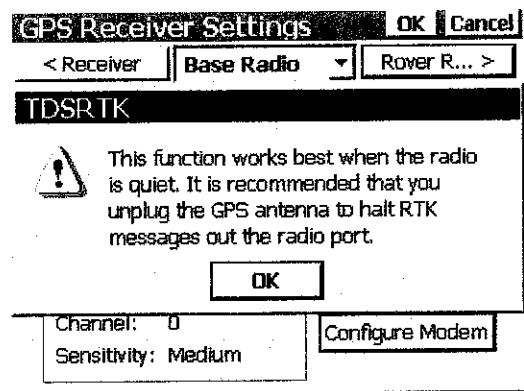 GPS Receiver Settings OK Cancel
< Receiver Base Radio Rover R... >
TDSRTK
This function works best when the radio
is quiet. It is recommended that you
unplug the GPS antenna to halt RTK
messages out the radio port.
OK
Channel: 0
Configure Modem
Sensitivity: Medium